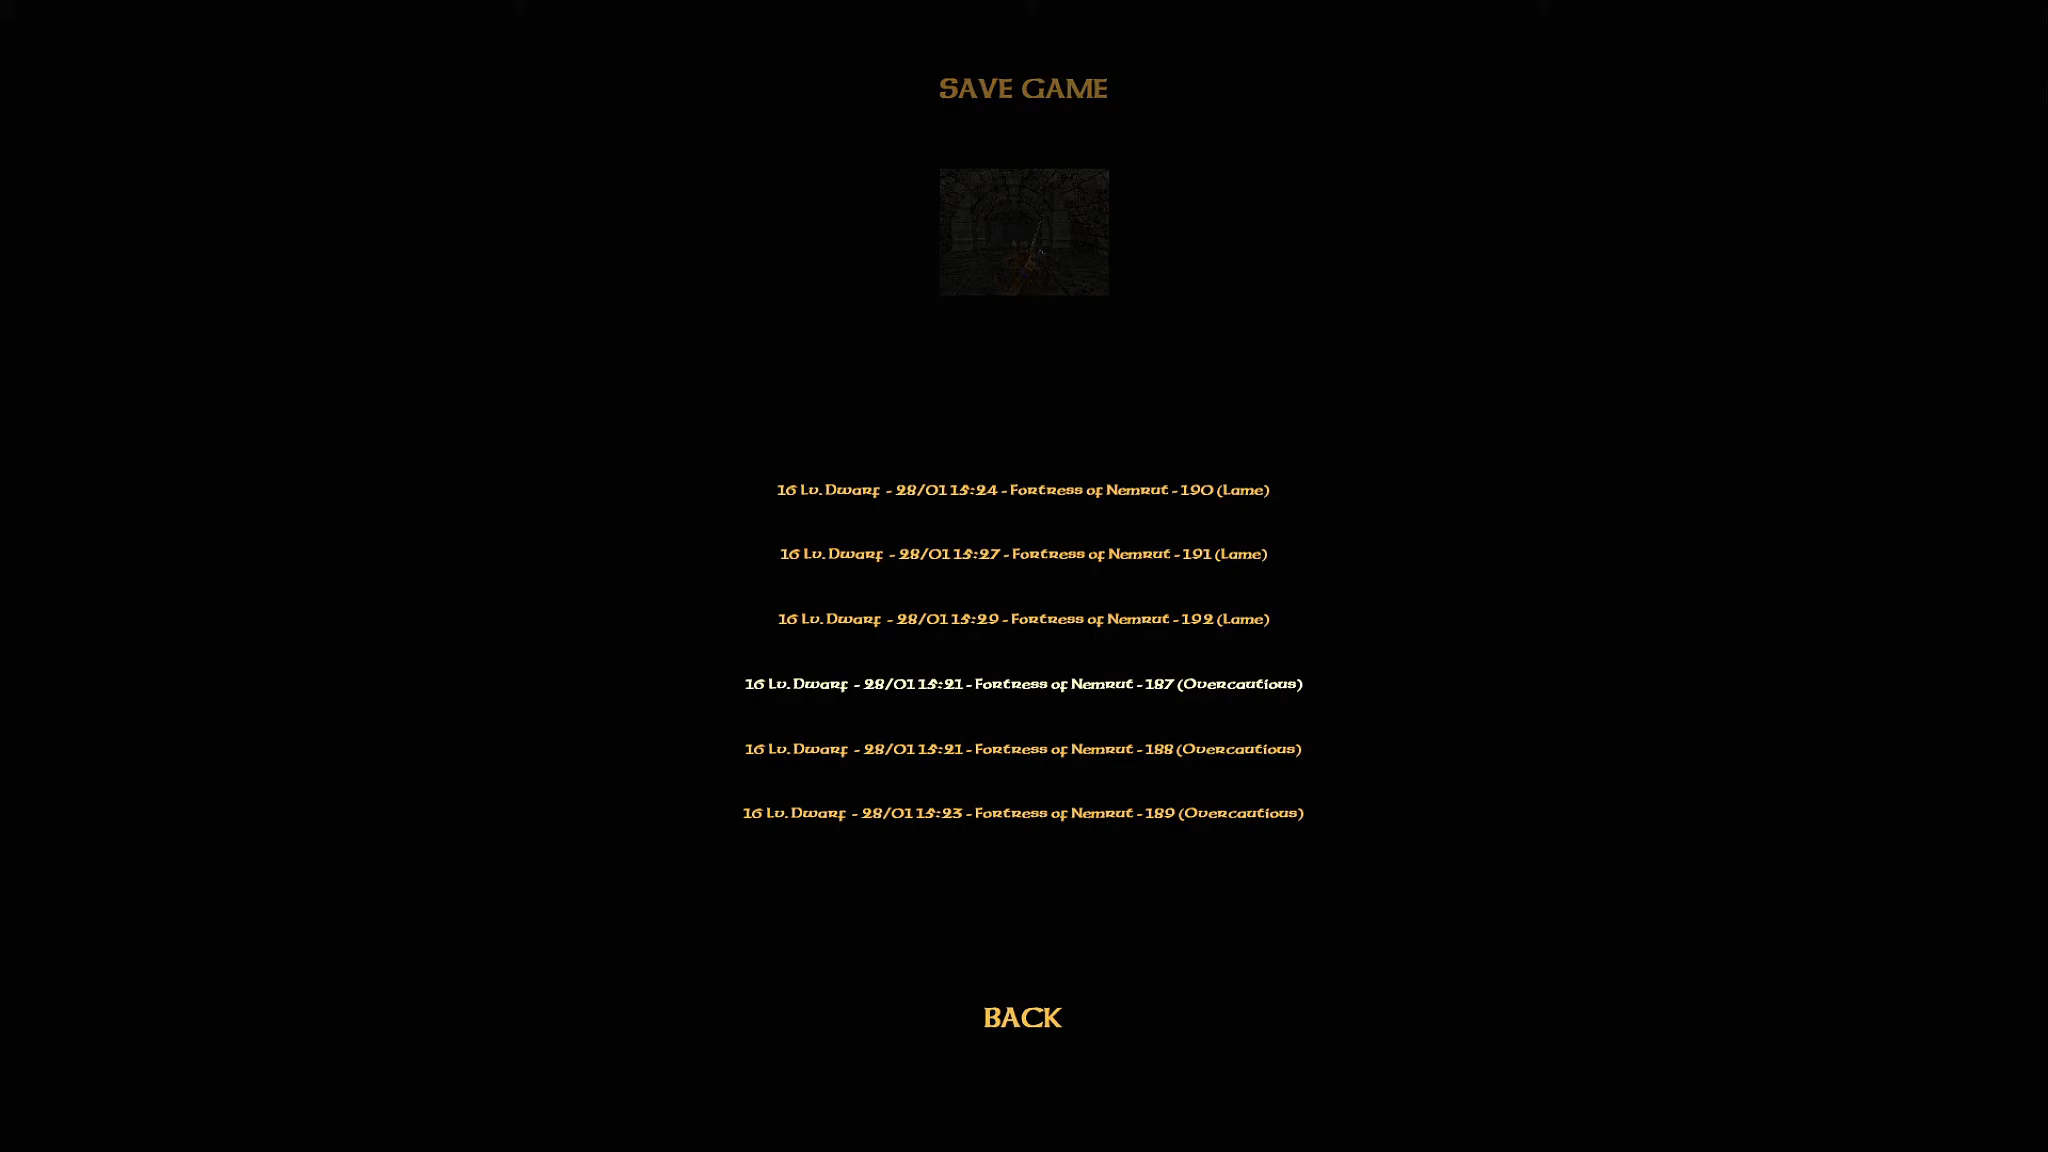 SAVE GAME
16 Lv. Dwarf - 28/01 15:24 - Fortress of Nemrut - 190 (Lame)
16 Lv. Dwarf - 28/01 15:27 - Fortress of Nemrut - 191 (Lame)
16 Lv. Dwarf - 28/01 15:29 - Fortress of Nemrut - 192 (Lame)
16 Lv. Dwarf - 28/01 15:21 - Fortress of Nemrut - 187 (Overcautious)
16 Lv. Dwarf - 28/01 15:21 - Fortress of Nemrut - 188 (Overcautious)
16 Lv. Dwarf - 28/01 15:23 - Fortress of Nemrut - 189 (Overcautious)
BACK